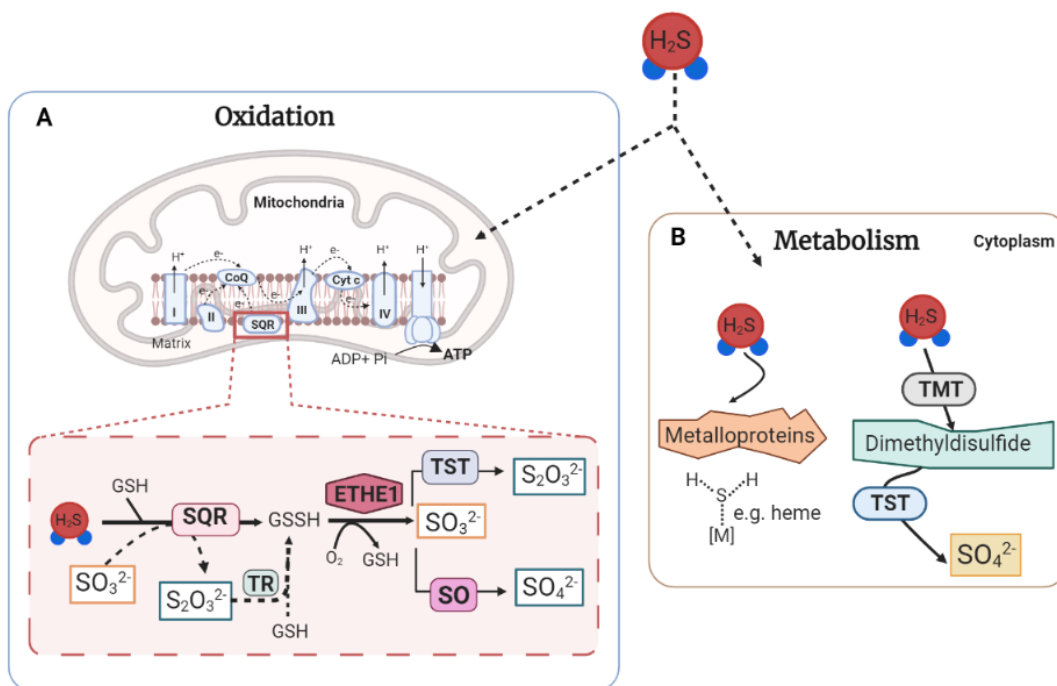 H₂S
A
Oxidation
Mitochondria
H⁺
e-
H⁺
e-
H⁺
H⁺
CoQ
Cyt c
e-
e-
e-
e-
I
II
SQR
III
IV
Matrix
ADP+ Pi
ATP
GSH
H₂S
SQR
GSSH
ETHE1
TST
S₂O₃²⁻
SO₃²⁻
O₂
GSH
SO₃²⁻
S₂O₃²⁻
TR
GSH
SO
SO₄²⁻
B
Metabolism
Cytoplasm
H₂S
H₂S
TMT
Metalloproteins
Dimethyldisulfide
H
H
S
e.g. heme
[M]
TST
SO₄²⁻